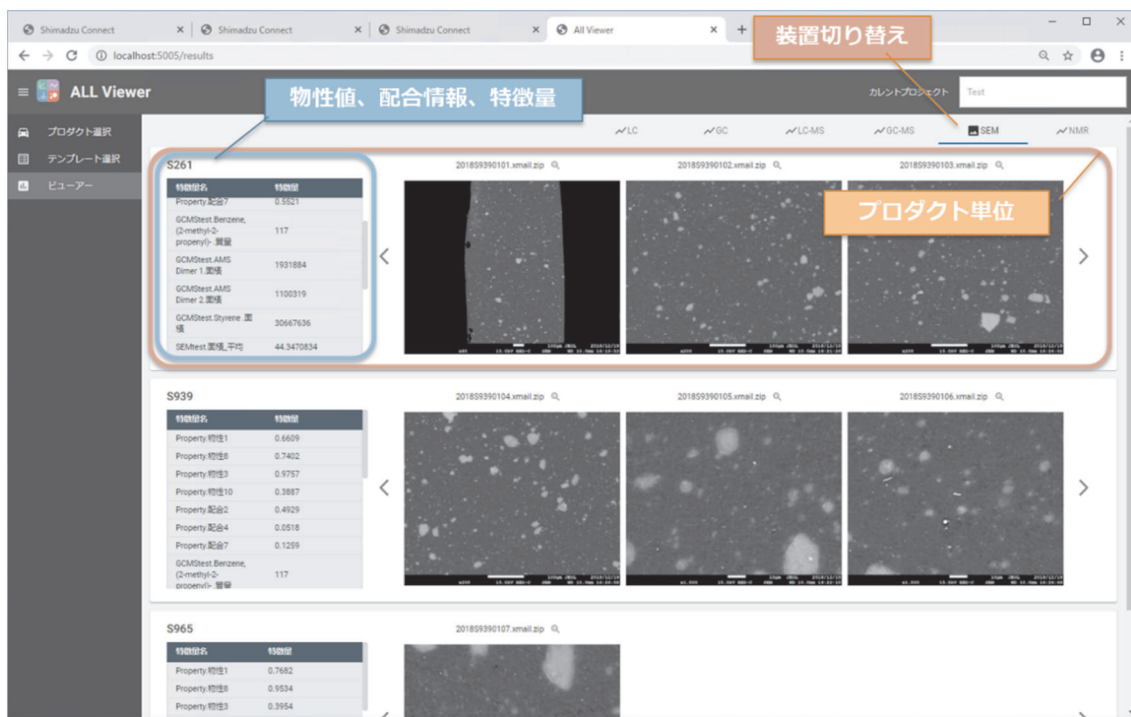 Shimadzu Connect
Shimadzu Connect
Shimadzu Connect
All Viewer
装置切り替え
localhost:5005/results
ALL Viewer
物性値、配合情報、特徴量
カレントプロジェクト
Test
プロダクト選択
テンプレート選択
ビューアー
LC
GC
LC-MS
GC-MS
SEM
NMR
S261
2018S9390101.xmail.zip
2018S9390102.xmail.zip
2018S9390103.xmail.zip
プロダクト単位
特徴量名 特徴量
Property.配合7 0.5521
GCMStest.Benzene,
(2-methyl-2-
propenyl)- .質量 117
GCMStest.AMS
Dimer 1.面積 1931884
GCMStest.AMS
Dimer 2.面積 1100319
GCMStest.Styrene .面
積 30667636
SEMtest.面積_平均 44.3470834
S939
2018S9390104.xmail.zip
2018S9390105.xmail.zip
2018S9390106.xmail.zip
特徴量名 特徴量
Property.物性1 0.6609
Property.物性8 0.7402
Property.物性3 0.9757
Property.物性10 0.3887
Property.配合2 0.4929
Property.配合4 0.0518
Property.配合7 0.1259
GCMStest.Benzene,
(2-methyl-2-
propenyl)- .質量 117
S965
2018S9390107.xmail.zip
特徴量名 特徴量
Property.物性1 0.7682
Property.物性8 0.9534
Property.物性3 0.3954